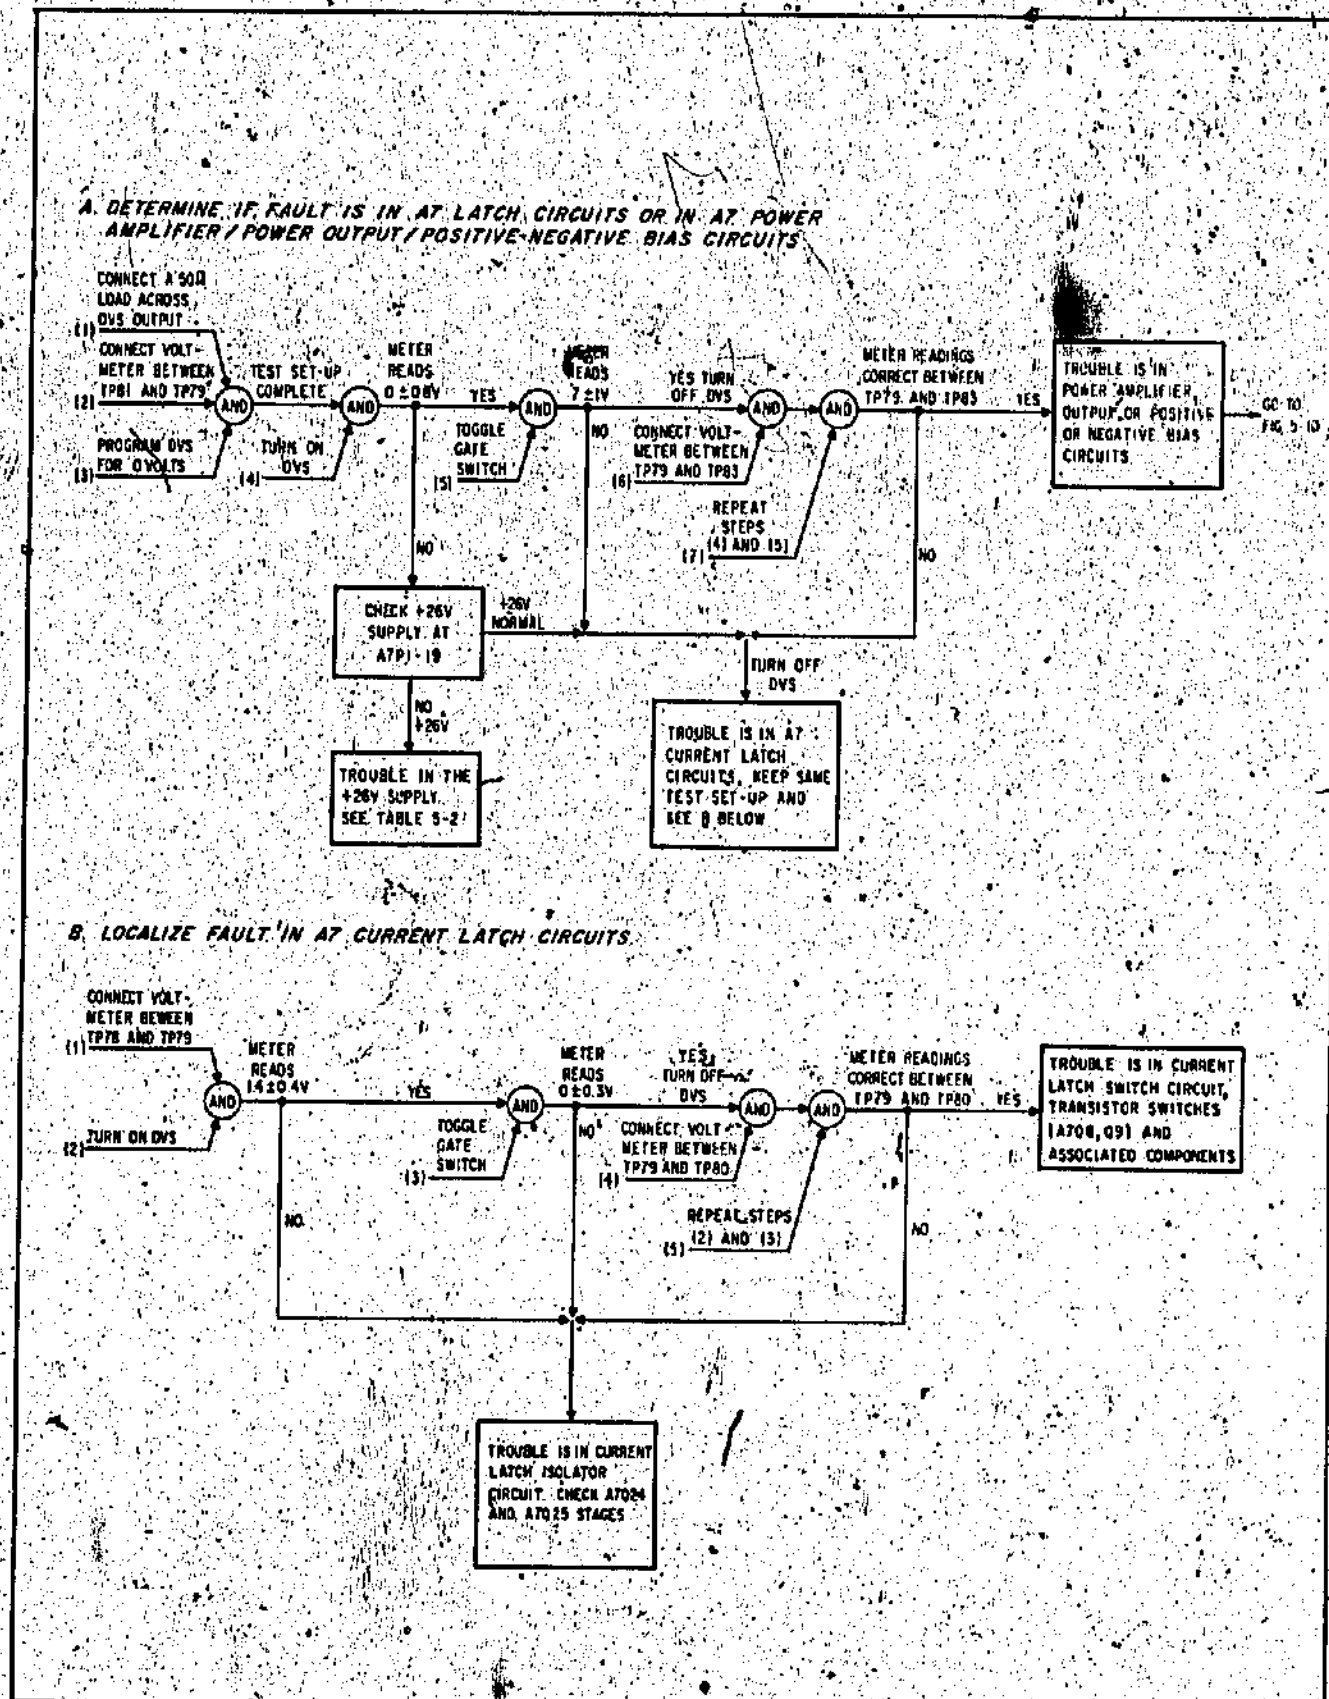 A. DETERMINE IF FAULT IS IN A7 LATCH CIRCUITS OR IN A7 POWER
AMPLIFIER/POWER OUTPUT/POSITIVE-NEGATIVE BIAS CIRCUITS
CONNECT A 50Ω
LOAD ACROSS
DVS OUTPUT
(1)
CONNECT VOLT-
METER BETWEEN
TP81 AND TP79
(2)
PROGRAM DVS
FOR 0 VOLTS
(3)
AND
TEST SET-UP
COMPLETE
TURN ON
DVS
(4)
AND
METER
READS
0 ± 0.8V
YES
TOGGLE
GATE
SWITCH
(5)
AND
READS
7 ± 1V
NO
YES TURN
OFF DVS
CONNECT VOLT-
METER BETWEEN
TP79 AND TP83
(6)
AND
REPEAT
STEPS
(4) AND (5)
(7)
AND
METER READINGS
CORRECT BETWEEN
TP79 AND TP83
YES
TROUBLE IS IN
POWER AMPLIFIER,
OUTPUT OR POSITIVE
OR NEGATIVE BIAS
CIRCUITS
GO TO
FIG 5-10
NO
NO
CHECK +26V
SUPPLY AT
A7P1-19
+26V
NORMAL
TURN OFF
DVS
NO
+26V
TROUBLE IN THE
+26V SUPPLY.
SEE TABLE 5-2
TROUBLE IS IN A7
CURRENT LATCH
CIRCUITS, KEEP SAME
TEST SET-UP AND
SEE B BELOW
B. LOCALIZE FAULT IN A7 CURRENT LATCH CIRCUITS
CONNECT VOLT-
METER BEWEEN
TP78 AND TP79
(1)
TURN ON DVS
(2)
AND
METER
READS
1.4 ± 0.4V
YES
TOGGLE
GATE
SWITCH
(3)
AND
METER
READS
0 ± 0.3V
NO
YES
TURN OFF
DVS
CONNECT VOLT-
METER BETWEEN
TP79 AND TP80
(4)
AND
REPEAT STEPS
(2) AND (3)
(5)
AND
METER READINGS
CORRECT BETWEEN
TP79 AND TP80
YES
TROUBLE IS IN CURRENT
LATCH SWITCH CIRCUIT,
TRANSISTOR SWITCHES
(A7Q8, Q9) AND
ASSOCIATED COMPONENTS
NO
NO
TROUBLE IS IN CURRENT
LATCH ISOLATOR
CIRCUIT. CHECK A7Q24
AND A7Q25 STAGES